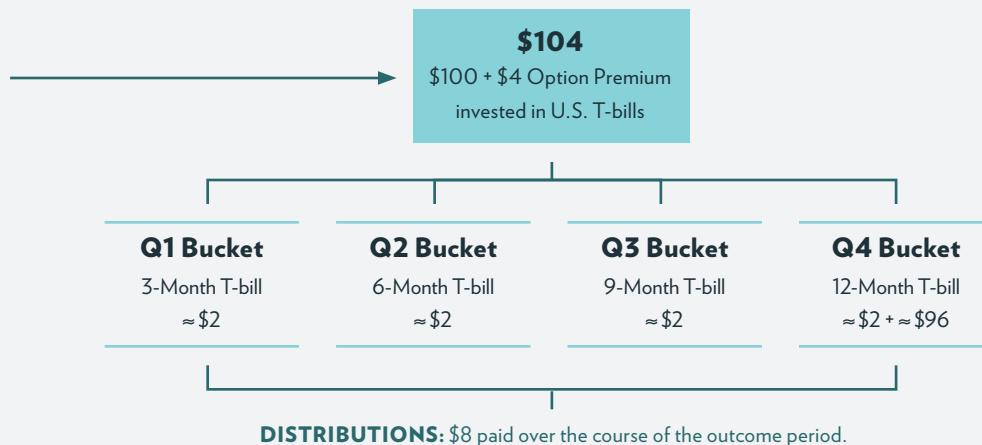 $104
$100 + $4 Option Premium
invested in U.S. T-bills
Q1 Bucket
3-Month T-bill
≈ $2
Q2 Bucket
6-Month T-bill
≈ $2
Q3 Bucket
9-Month T-bill
≈ $2
Q4 Bucket
12-Month T-bill
≈ $2 + ≈ $96
DISTRIBUTIONS: $8 paid over the course of the outcome period.